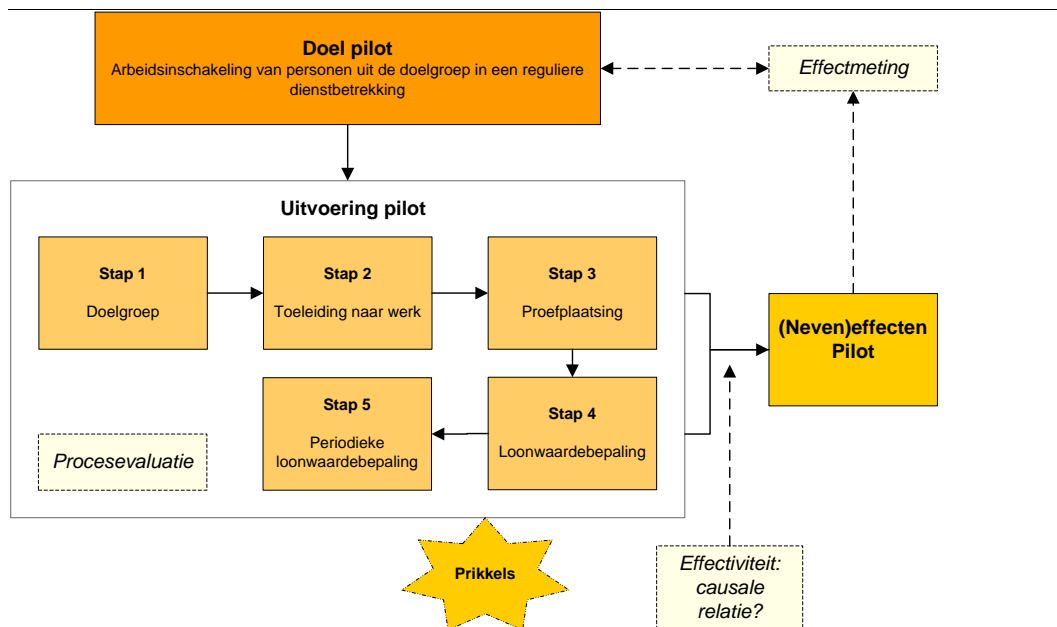 Doel pilot
Arbeidsinschakeling van personen uit de doelgroep in een reguliere
dienstbetrekking
Effectmeting
Uitvoering pilot
Stap 1
Doelgroep
Stap 2
Toeleiding naar werk
Stap 3
Proefplaatsing
(Neven)effecten
Pilot
Stap 5
Periodieke
loonwaardebepaling
Stap 4
Loonwaardebepaling
Procesevaluatie
Prikkels
Effectiviteit:
causale
relatie?